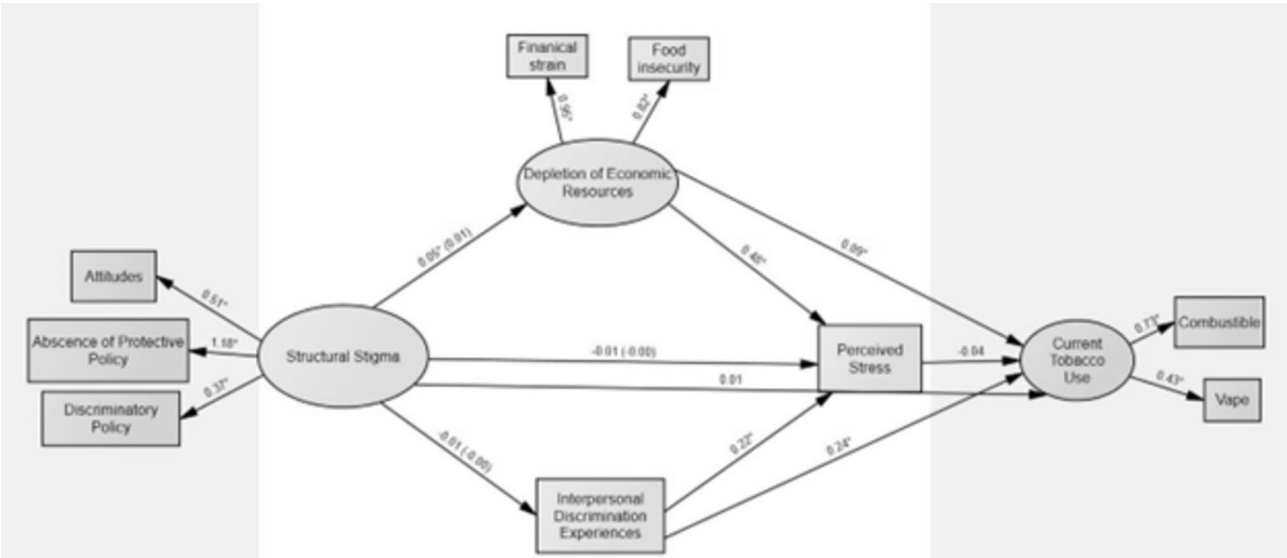 Finanical
strain
Food
insecurity
0.95*
0.82*
Depletion of Economic
Resources
0.05* (0.01)
0.45*
0.09*
Attitudes
0.51*
Abscence of Protective
Policy
1.18*
Discriminatory
Policy
0.37*
Structural Stigma
-0.01 (-0.00)
0.01
Perceived
Stress
-0.04
Current
Tobacco
Use
0.73*
Combustible
0.43*
Vape
-0.01 (-0.00)
0.22*
0.24*
Interpersonal
Discrimination
Experiences